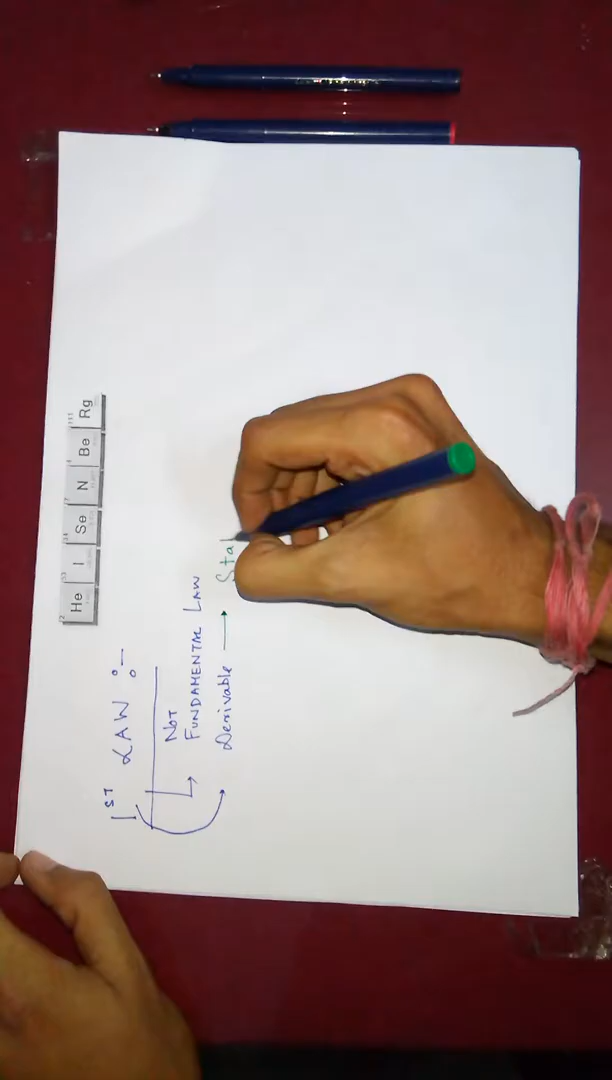 He I Se N Be Rg
1ST LAW :-
NOT
FUNDAMENTAL LAW
Derivable → Sta